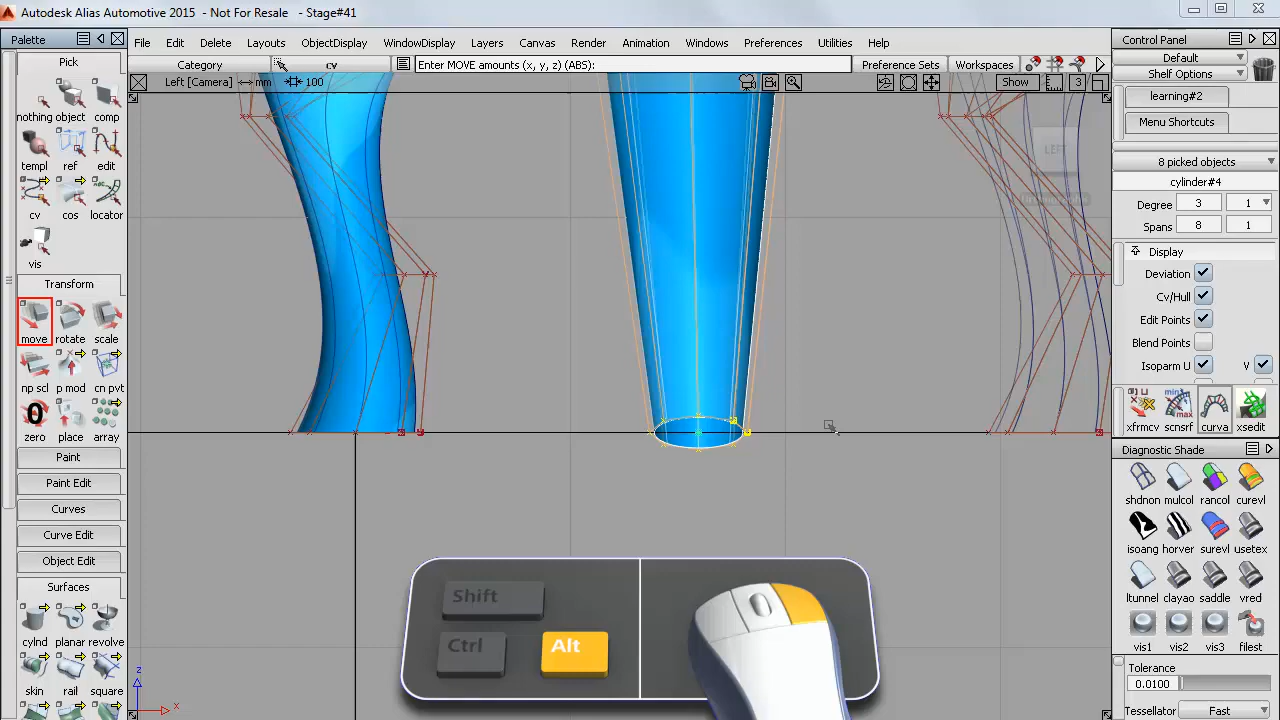 Autodesk Alias Automotive 2015 - Not For Resale - Stage#41
Palette
File Edit Delete Layouts ObjectDisplay WindowDisplay Layers Canvas Render Animation Windows Preferences Utilities Help
Control Panel
Pick
Category cv Enter MOVE amounts (x, y, z) (ABS): Preference Sets Workspaces
Default
Shelf Options
Left [Camera] mm 100 Show 3
nothing object comp
learning#2
Menu Shortcuts
templ ref edit
LEFT
8 picked objects
cylinder#4
cv cos locator
Degree 3 1
Spans 8 1
vis
Display
Transform
Deviation
Cv/Hull
Edit Points
move rotate scale
Blend Points
Isoparm U V
np scl p mod cn pvt
xfrmcv scnsrf curva xsedit
zero place array
Diagnostic Shade
Paint
Paint Edit
shdnon mulcol rancol curevl
Curves
isoang horver surevl usetex
Curve Edit
Object Edit
ltunnel clayao saddle vred
Surfaces
Shift
cylnd plane revolve
vis1 vis2 vis3 filest
Ctrl Alt
Tolerance
skin rail square
0.0100
z
x
Tessellator Fast